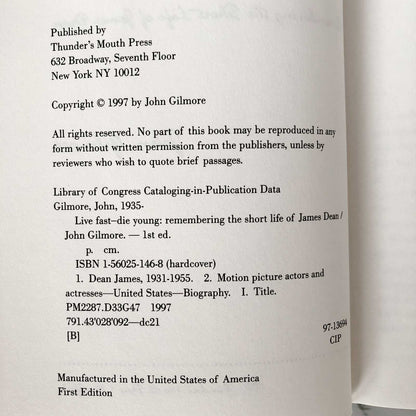 Published by
Thunder's Mouth Press
632 Broadway, Seventh Floor
New York NY 10012
Copyright © 1997 by John Gilmore
All rights reserved. No part of this book may be reproduced in any
form without written permission from the publishers, unless by
reviewers who wish to quote brief passages.
Library of Congress Cataloging-in-Publication Data
Gilmore, John, 1935-
Live fast–die young: remembering the short life of James Dean /
John Gilmore. — 1st ed.
p. cm.
ISBN 1-56025-146-8 (hardcover)
1. Dean James, 1931-1955. 2. Motion picture actors and
actresses—United States—Biography. I. Title.
PM2287.D33G47 1997
791.43'028'092—dc21
[B]
97-13694
CIP
Manufactured in the United States of America
First Edition